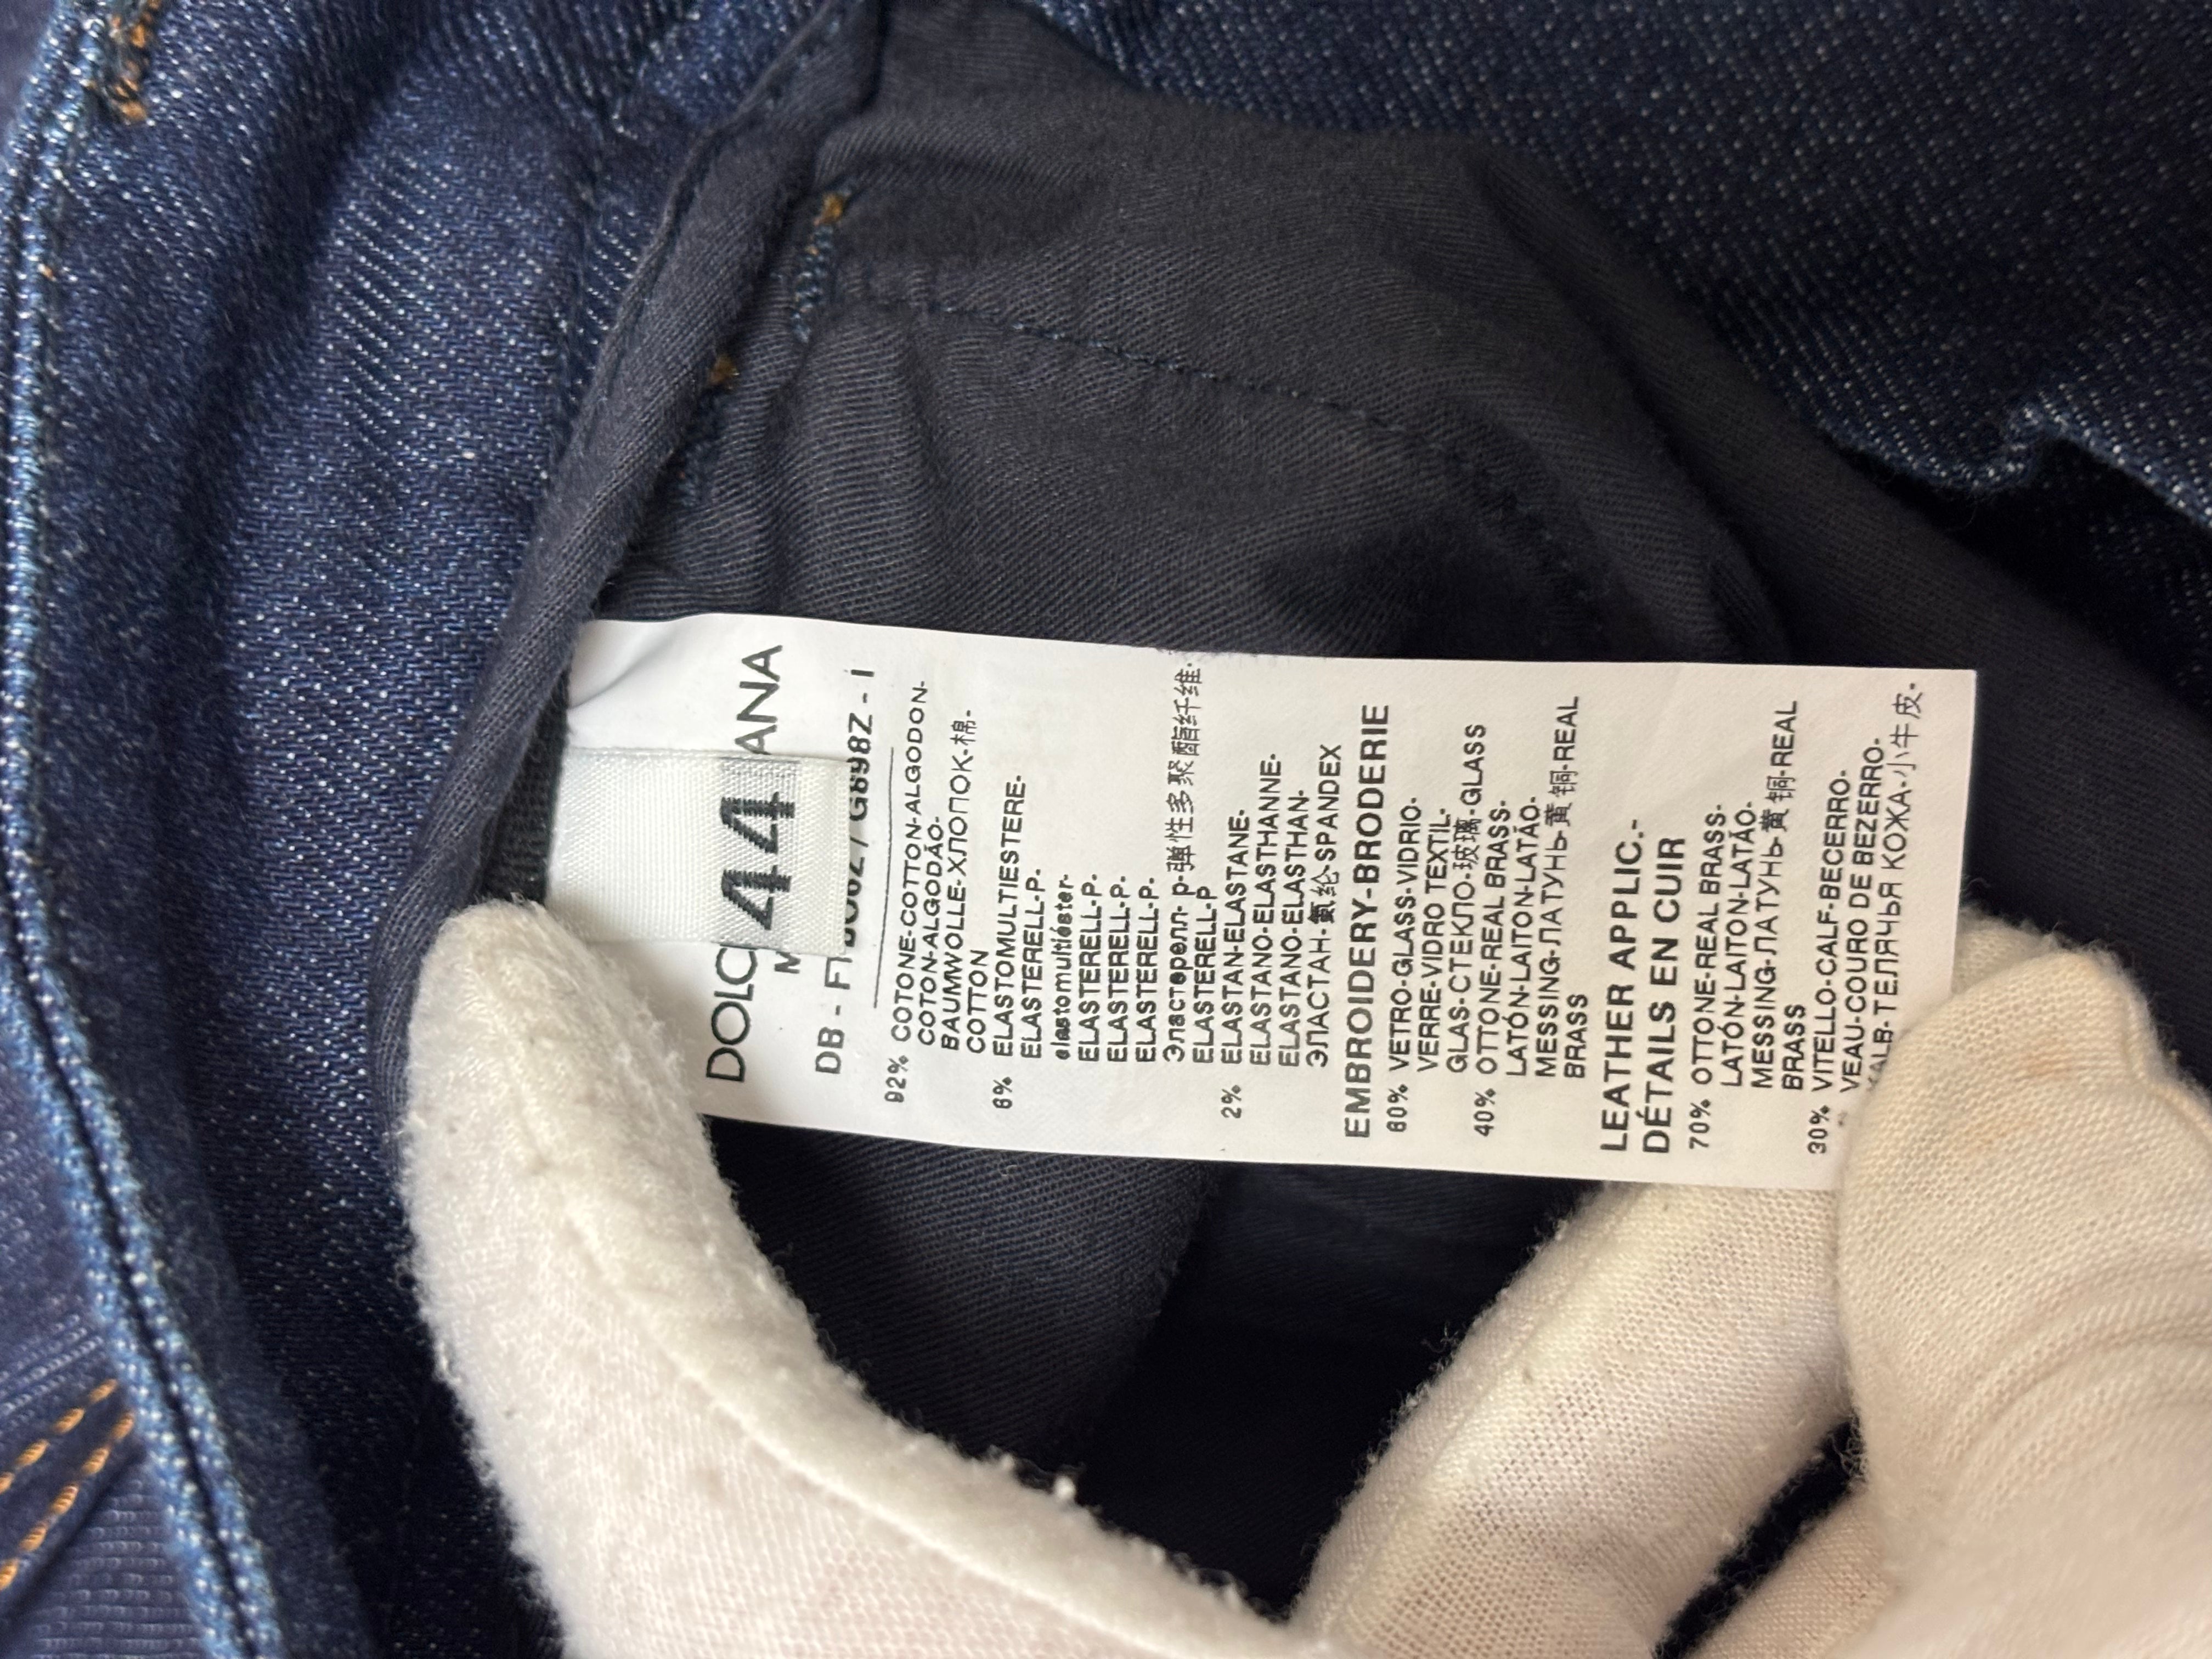 44
DOLC ANA
DB - F
G898Z - I
92% COTONE-COTTON-ALGODON-
COTON-ALGODÃO-
BAUMWOLLE-ХЛОПОК-棉-
COTTON
6% ELASTOMULTIESTERE-
ELASTERELL-P.
elastomultiéster-
ELASTERELL-P.
ELASTERELL-P.
ELASTERELL-P.
Эластерелл- p-弹性多聚酯纤维-
ELASTERELL-P
2% ELASTAN-ELASTANE-
ELASTANO-ELASTHANNE-
ELASTANO-ELASTHAN-
ЭЛАСТАН-氨纶-SPANDEX
EMBROIDERY-BRODERIE
60% VETRO-GLASS-VIDRIO-
VERRE-VIDRO TEXTIL-
GLAS-СТЕКЛО-玻璃-GLASS
40% OTTONE-REAL BRASS-
LATÓN-LAITON-LATÃO-
MESSING-ЛАТУНЬ-黄铜-REAL
BRASS
LEATHER APPLIC.-
DÉTAILS EN CUIR
70% OTTONE-REAL BRASS-
LATÓN-LAITON-LATÃO-
MESSING-ЛАТУНЬ-黄铜-REAL
BRASS
30% VITELLO-CALF-BECERRO-
VEAU-COURO DE BEZERRO-
KALB-ТЕЛЯЧЬЯ КОЖА-小牛皮-